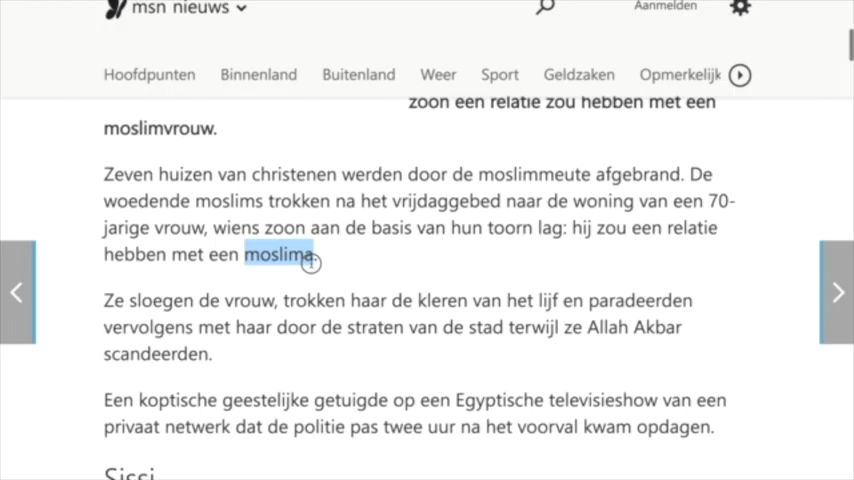 msn nieuws
Aanmelden
Hoofdpunten Binnenland Buitenland Weer Sport Geldzaken Opmerkelijk
zoon een relatie zou hebben met een
moslimvrouw.
Zeven huizen van christenen werden door de moslimmeute afgebrand. De
woedende moslims trokken na het vrijdaggebed naar de woning van een 70-
jarige vrouw, wiens zoon aan de basis van hun toorn lag: hij zou een relatie
hebben met een moslima.
Ze sloegen de vrouw, trokken haar de kleren van het lijf en paradeerden
vervolgens met haar door de straten van de stad terwijl ze Allah Akbar
scandeerden.
Een koptische geestelijke getuigde op een Egyptische televisieshow van een
privaat netwerk dat de politie pas twee uur na het voorval kwam opdagen.
Sissi